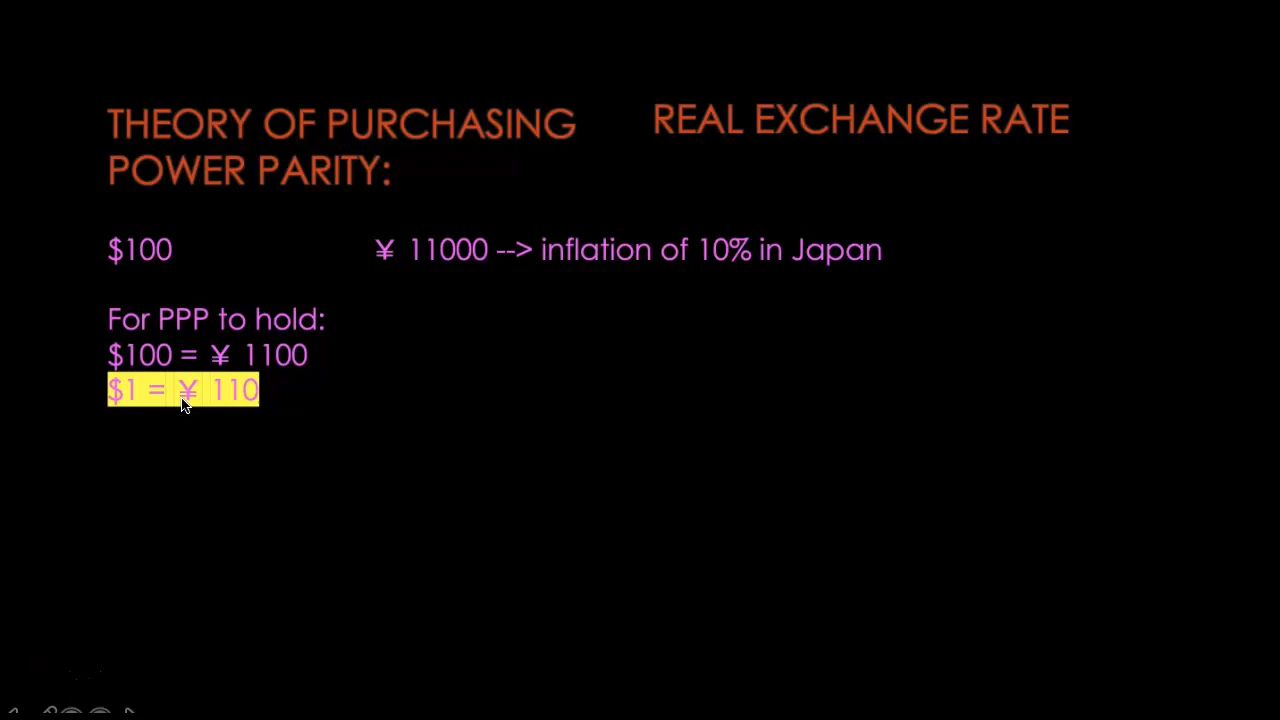 THEORY OF PURCHASING
POWER PARITY:
REAL EXCHANGE RATE
$100 ¥ 11000 --> inflation of 10% in Japan
For PPP to hold:
$100 = ¥ 1100
$1 = ¥ 110